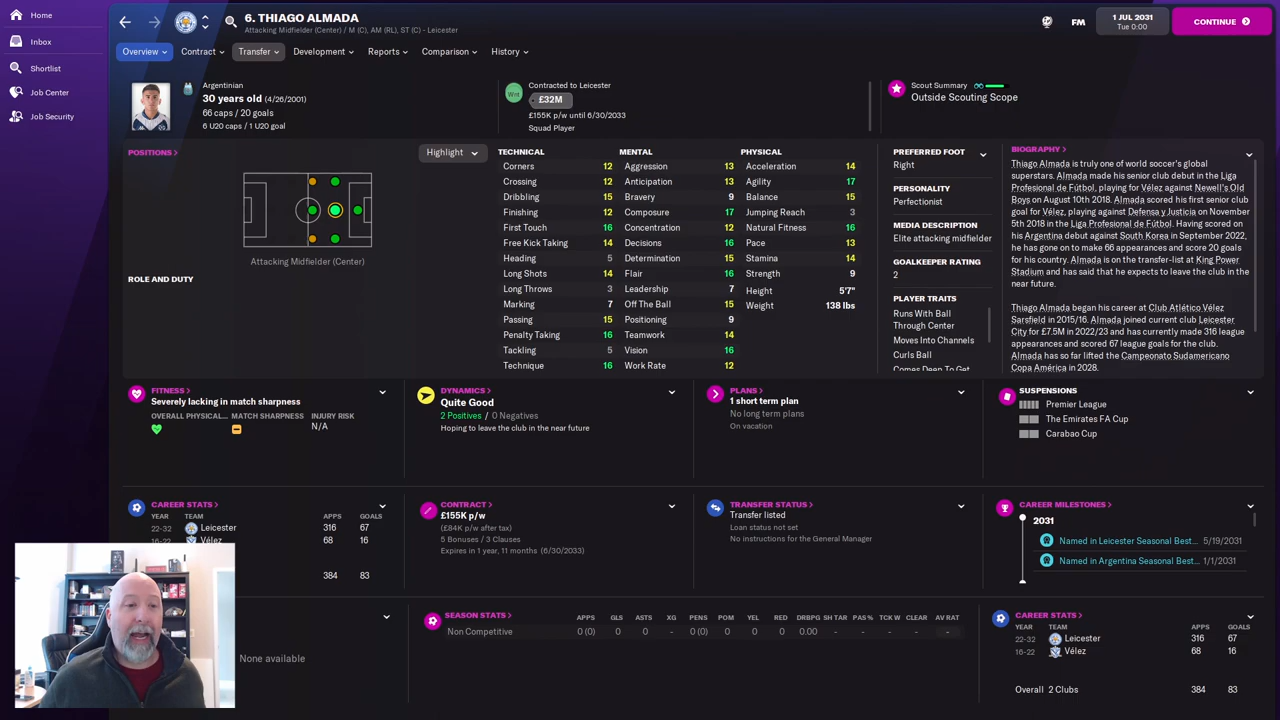 Home
Inbox
Shortlist
Job Center
Job Security
6. THIAGO ALMADA
Attacking Midfielder (Center) / M (C), AM (RL), ST (C) - Leicester
FM
1 JUL 2031
Tue 0:00
CONTINUE
Overview
Contract
Transfer
Development
Reports
Comparison
History
Argentinian
30 years old (4/26/2001)
66 caps / 20 goals
6 U20 caps / 1 U20 goal
Wnt
Contracted to Leicester
£32M
£155K p/w until 6/30/2033
Squad Player
Scout Summary
Outside Scouting Scope
POSITIONS >
Attacking Midfielder (Center)
ROLE AND DUTY
Highlight
TECHNICAL
Corners 12
Crossing 12
Dribbling 15
Finishing 12
First Touch 16
Free Kick Taking 14
Heading 5
Long Shots 14
Long Throws 3
Marking 7
Passing 15
Penalty Taking 16
Tackling 5
Technique 16
MENTAL
Aggression 13
Anticipation 13
Bravery 9
Composure 17
Concentration 12
Decisions 16
Determination 15
Flair 16
Leadership 7
Off The Ball 15
Positioning 9
Teamwork 14
Vision 16
Work Rate 12
PHYSICAL
Acceleration 14
Agility 17
Balance 15
Jumping Reach 3
Natural Fitness 16
Pace 13
Stamina 14
Strength 9
Height 5'7"
Weight 138 lbs
PREFERRED FOOT
Right
PERSONALITY
Perfectionist
MEDIA DESCRIPTION
Elite attacking midfielder
GOALKEEPER RATING
2
PLAYER TRAITS
Runs With Ball
Through Center
Moves Into Channels
Curls Ball
Comes Deep To Get
BIOGRAPHY >
Thiago Almada is truly one of world soccer's global
superstars. Almada made his senior club debut in the Liga
Profesional de Fútbol, playing for Vélez against Newell's Old
Boys on August 10th 2018. Almada scored his first senior club
goal for Vélez, playing against Defensa y Justicia on November
5th 2018 in the Liga Profesional de Fútbol. Having scored on
his Argentina debut against South Korea in September 2022,
he has gone on to make 66 appearances and score 20 goals
for his country. Almada is on the transfer-list at King Power
Stadium and has said that he expects to leave the club in the
near future.
Thiago Almada began his career at Club Atlético Vélez
Sarsfield in 2015/16. Almada joined current club Leicester
City for £7.5M in 2022/23 and has currently made 316 league
appearances and scored 67 league goals for the club.
Almada has so far lifted the Campeonato Sudamericano
Copa América in 2028.
FITNESS >
Severely lacking in match sharpness
OVERALL PHYSICAL... MATCH SHARPNESS INJURY RISK
N/A
DYNAMICS >
Quite Good
2 Positives / 0 Negatives
Hoping to leave the club in the near future
PLANS >
1 short term plan
No long term plans
On vacation
SUSPENSIONS
Premier League
The Emirates FA Cup
Carabao Cup
CAREER STATS >
YEAR TEAM APPS GOALS
22-32 Leicester 316 67
16-22 Vélez 68 16
384 83
CONTRACT >
£155K p/w
(£84K p/w after tax)
5 Bonuses / 3 Clauses
Expires in 1 year, 11 months (6/30/2033)
TRANSFER STATUS >
Transfer listed
Loan status not set
No instructions for the General Manager
CAREER MILESTONES >
2031
Named in Leicester Seasonal Best... 5/19/2031
Named in Argentina Seasonal Best... 1/1/2031
None available
SEASON STATS > APPS GLS ASTS XG PENS POM YEL RED DRBPG SH TAR PAS % TCK W CLEAR AV RAT
Non Competitive 0 (0) 0 0 - 0 (0) 0 0 0 0.00 - - - - -
CAREER STATS >
YEAR TEAM APPS GOALS
22-32 Leicester 316 67
16-22 Vélez 68 16
Overall 2 Clubs 384 83